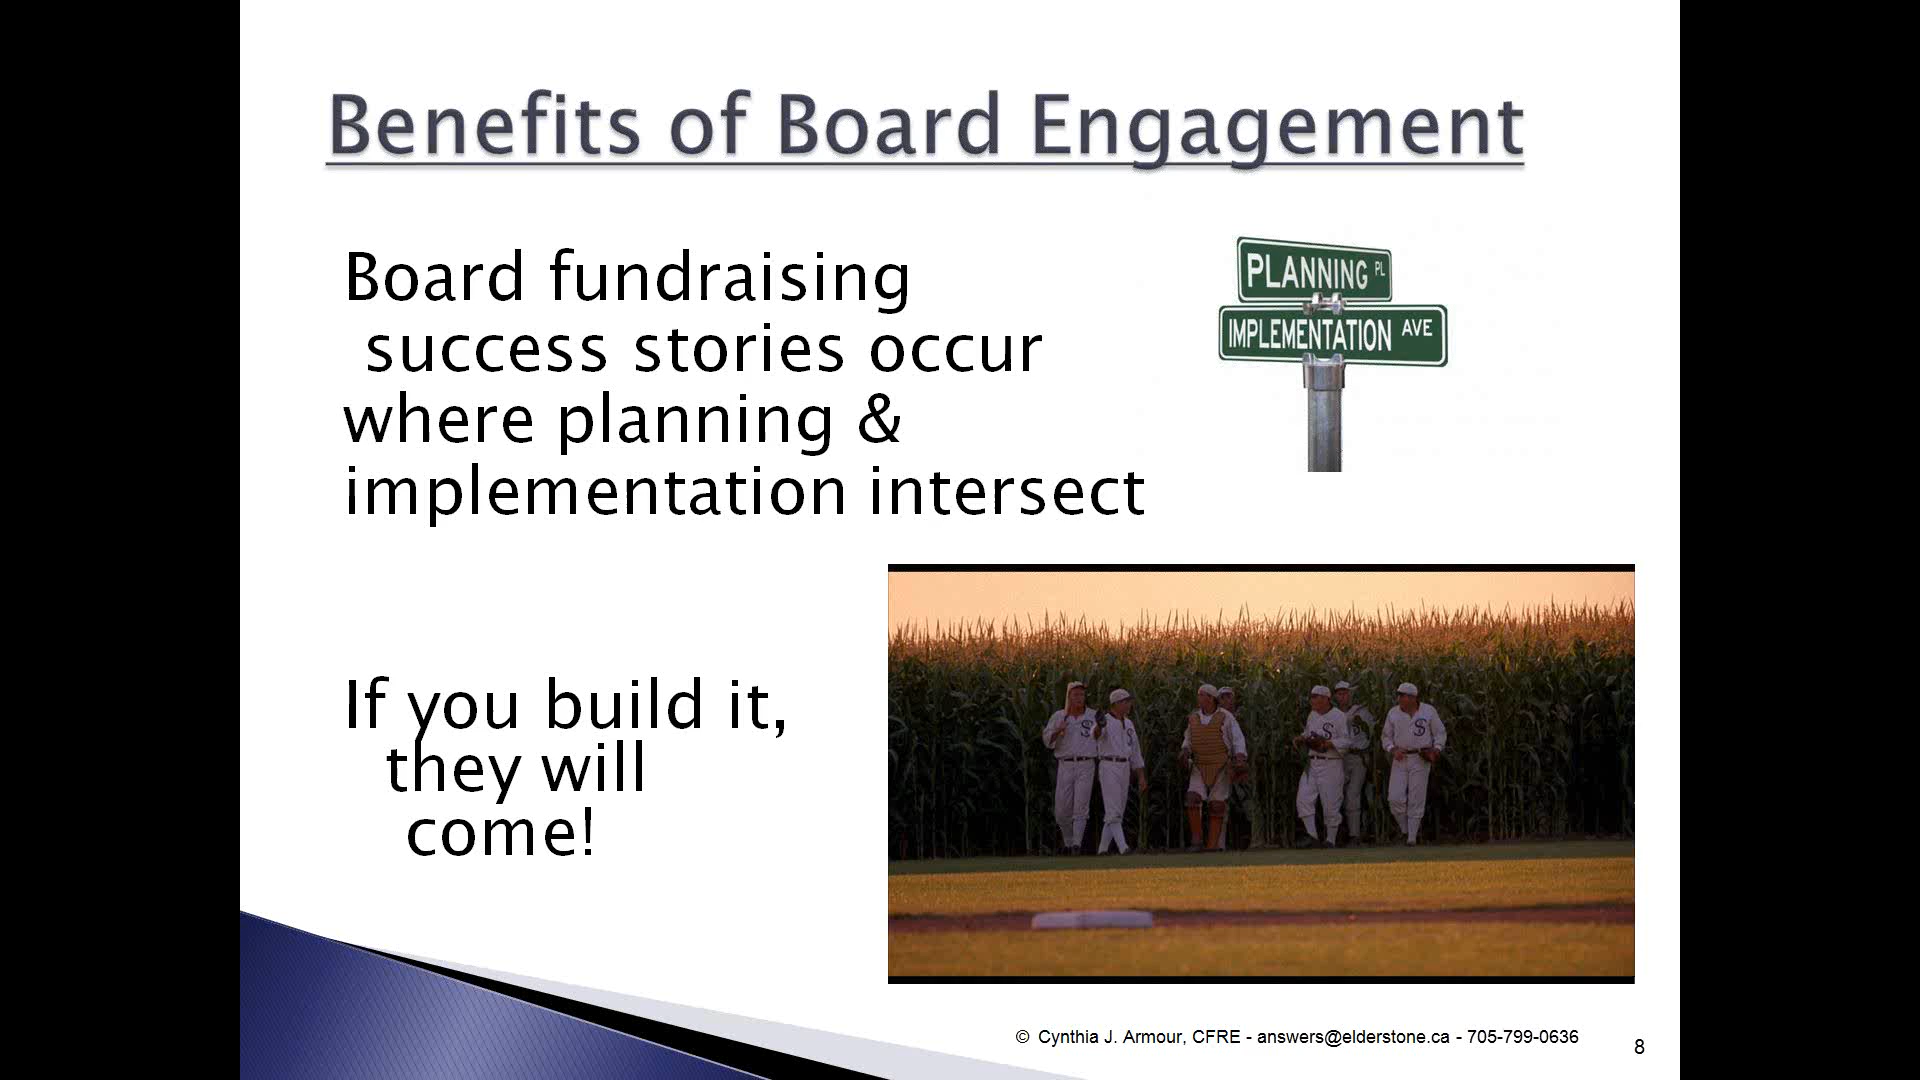 Benefits of Board Engagement
Board fundraising
success stories occur
where planning &
implementation intersect
PLANNING PL
IMPLEMENTATION AVE
If you build it,
they will
come!
© Cynthia J. Armour, CFRE - answers@elderstone.ca - 705-799-0636
8